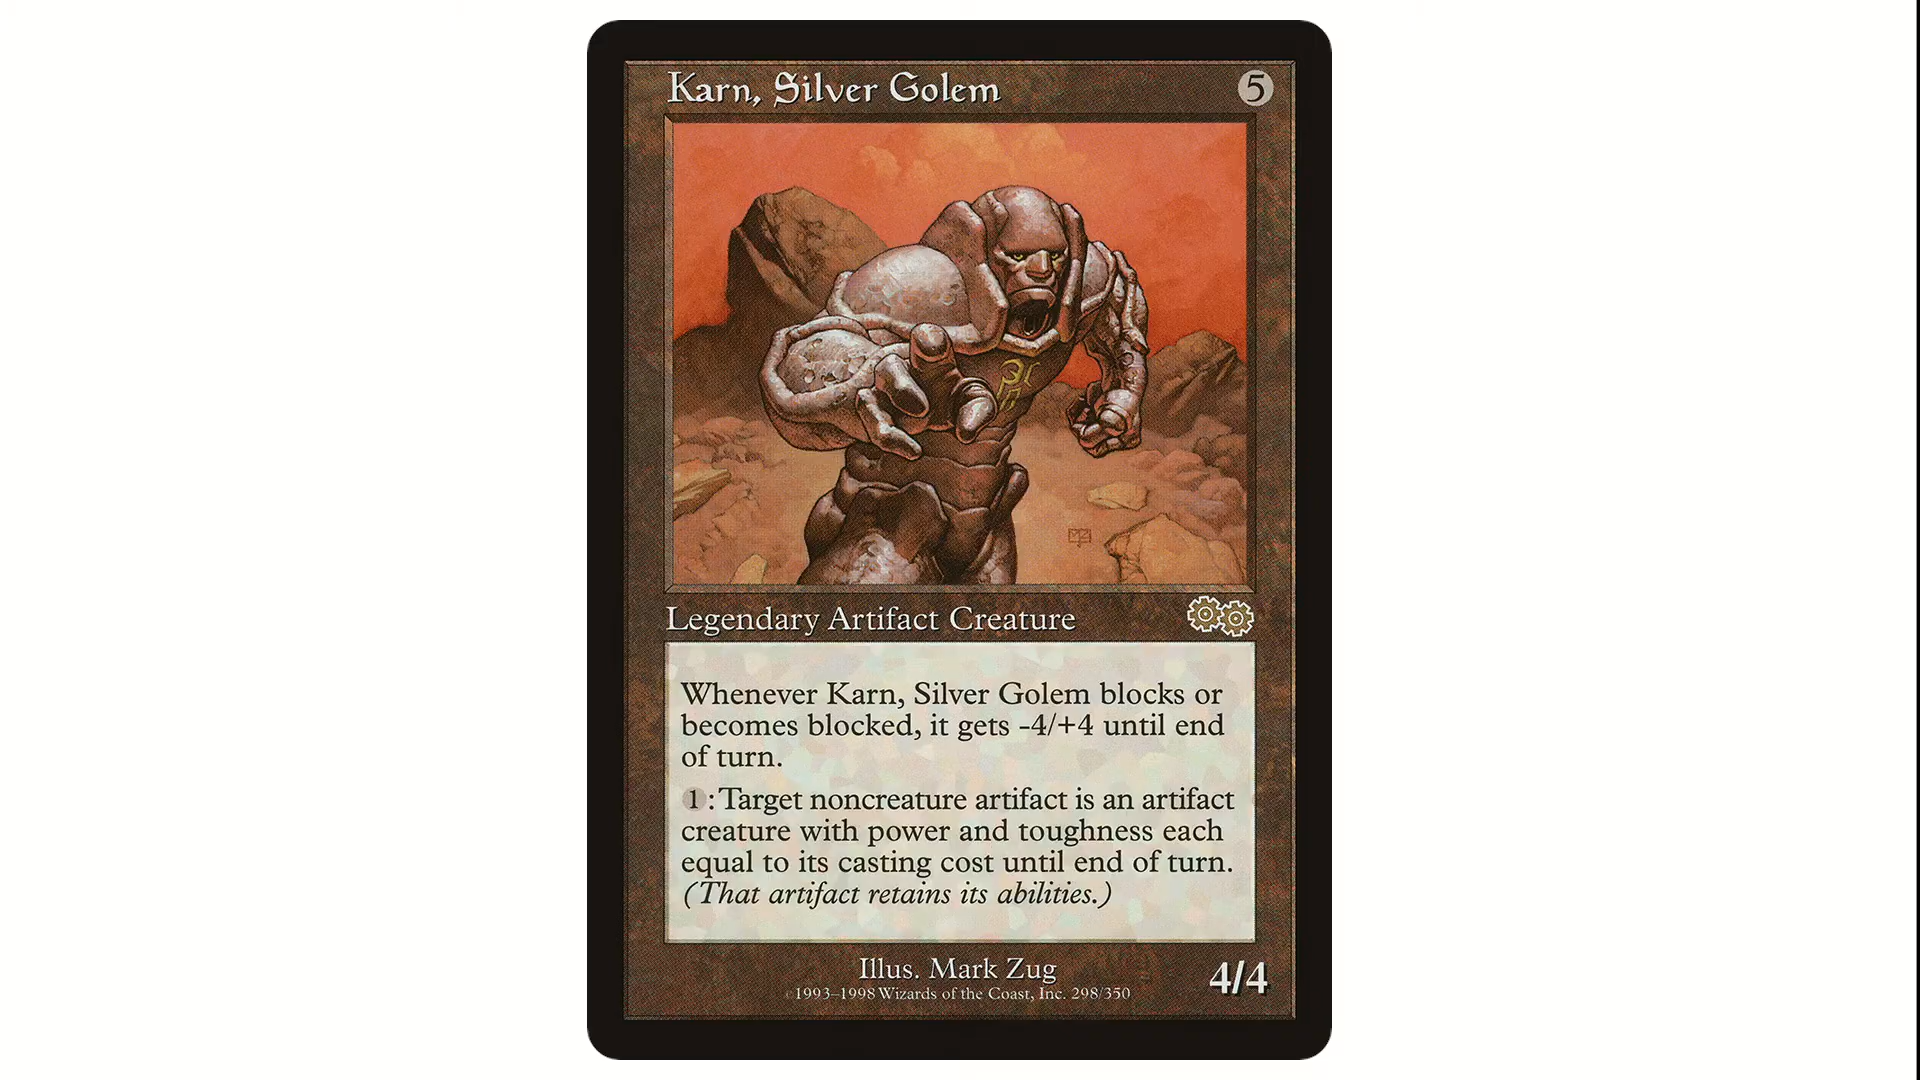 Karn, Silver Golem
5
Legendary Artifact Creature
Whenever Karn, Silver Golem blocks or
becomes blocked, it gets -4/+4 until end
of turn.
1: Target noncreature artifact is an artifact
creature with power and toughness each
equal to its casting cost until end of turn.
(That artifact retains its abilities.)
Illus. Mark Zug
©1993–1998 Wizards of the Coast, Inc. 298/350
4/4